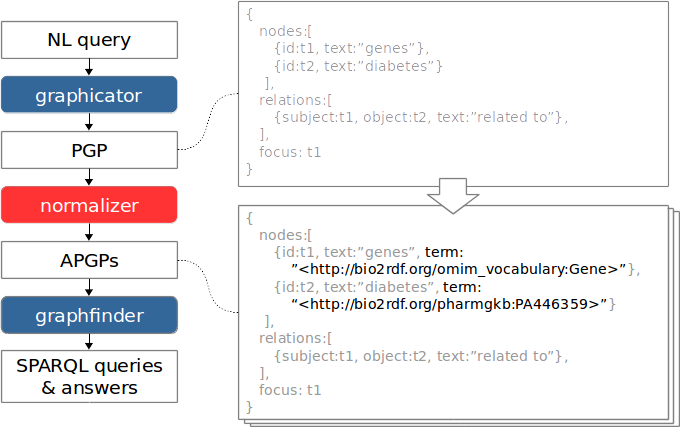 NL query
graphicator
PGP
normalizer
APGPs
graphfinder
SPARQL queries
& answers
{
nodes:[
{id:t1, text:”genes”},
{id:t2, text:”diabetes”}
],
relations:[
{subject:t1, object:t2, text:”related to”},
],
focus: t1
}
{
nodes:[
{id:t1, text:”genes”, term:
”<http://bio2rdf.org/omim_vocabulary:Gene>”},
{id:t2, text:”diabetes”, term:
“<http://bio2rdf.org/pharmgkb:PA446359>”}
],
relations:[
{subject:t1, object:t2, text:”related to”},
],
focus: t1
}